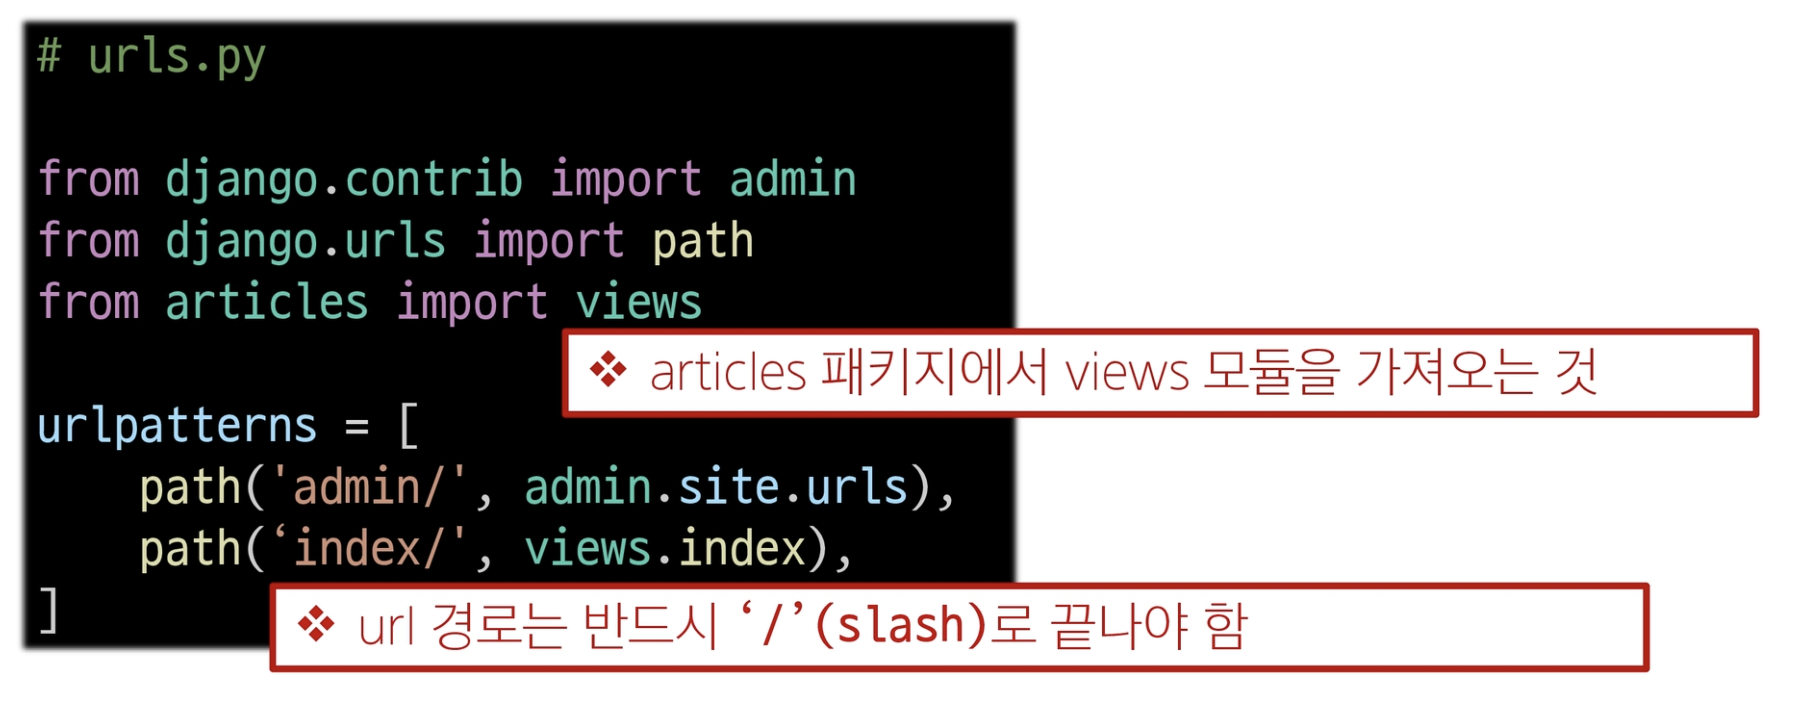 # urls.py
from django.contrib import admin
from django.urls import path
from articles import views
❖ articles 패키지에서 views 모듈을 가져오는 것
urlpatterns = [
    path('admin/', admin.site.urls),
    path(‘index/', views.index),
]
❖ url 경로는 반드시 ‘/’(slash)로 끝나야 함